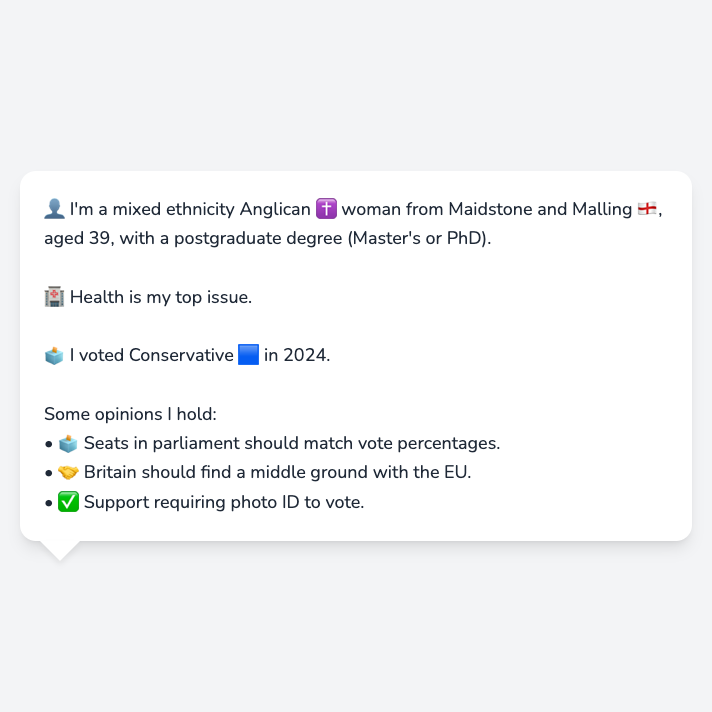 👤 I'm a mixed ethnicity Anglican ✝️ woman from Maidstone and Malling 🏴󠁧󠁢󠁥󠁮󠁧󠁿,
aged 39, with a postgraduate degree (Master's or PhD).
🏥 Health is my top issue.
🗳️ I voted Conservative 🟦 in 2024.
Some opinions I hold:
• 🗳️ Seats in parliament should match vote percentages.
• 🤝 Britain should find a middle ground with the EU.
• ✅ Support requiring photo ID to vote.